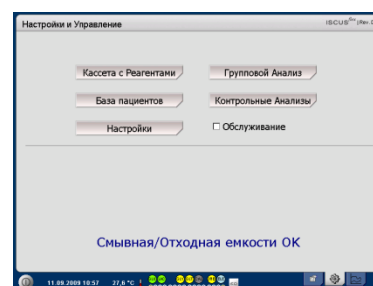 Настройки и Управление
Кассета с Реагентами Групповой Анализ
База пациентов Контрольные Анализы
Настройки Обслуживание
Смывная/Отходная емкости OK
11.09.2009 10:57 27,6 °C